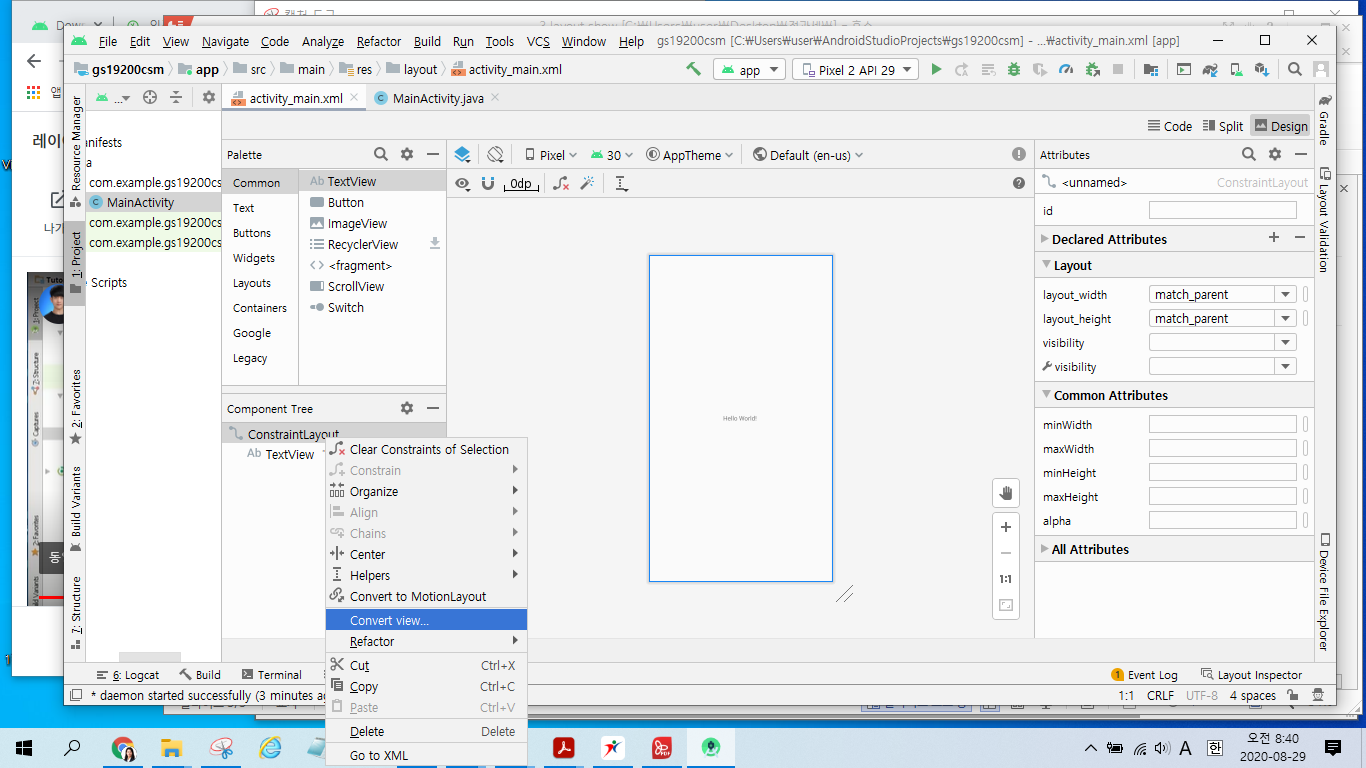 File Edit View Navigate Code Analyze Refactor Build Run Tools VCS Window Help gs19200csm [C:₩Users₩user₩AndroidStudioProjects₩gs19200csm] - ...₩activity_main.xml [app]
gs19200csm app src main res layout activity_main.xml app Pixel 2 API 29
앱
activity_main.xml MainActivity.java
Code Split Design
레이
Resource Manager
1: Project
2: Favorites
Build Variants
7: Structure
anifests
com.example.gs19200cs
MainActivity
com.example.gs19200cs
com.example.gs19200cs
Scripts
Palette
Common
Text
Buttons
Widgets
Layouts
Containers
Google
Legacy
Ab TextView
Button
ImageView
RecyclerView
<fragment>
ScrollView
Switch
Component Tree
ConstraintLayout
Ab TextView
Pixel 30 AppTheme Default (en-us)
0dp
Hello World!
1:1
Clear Constraints of Selection
Constrain
Organize
Align
Chains
Center
Helpers
Convert to MotionLayout
Convert view...
Refactor
Cut Ctrl+X
Copy Ctrl+C
Paste Ctrl+V
Delete Delete
Go to XML
Attributes
<unnamed> ConstraintLayout
id
Declared Attributes
Layout
layout_width match_parent
layout_height match_parent
visibility
visibility
Common Attributes
minWidth
maxWidth
minHeight
maxHeight
alpha
All Attributes
Gradle
Layout Validation
Device File Explorer
6: Logcat Build Terminal 1 Event Log Layout Inspector
* daemon started successfully (3 minutes ag 1:1 CRLF UTF-8 4 spaces
A 한 오전 8:40
2020-08-29